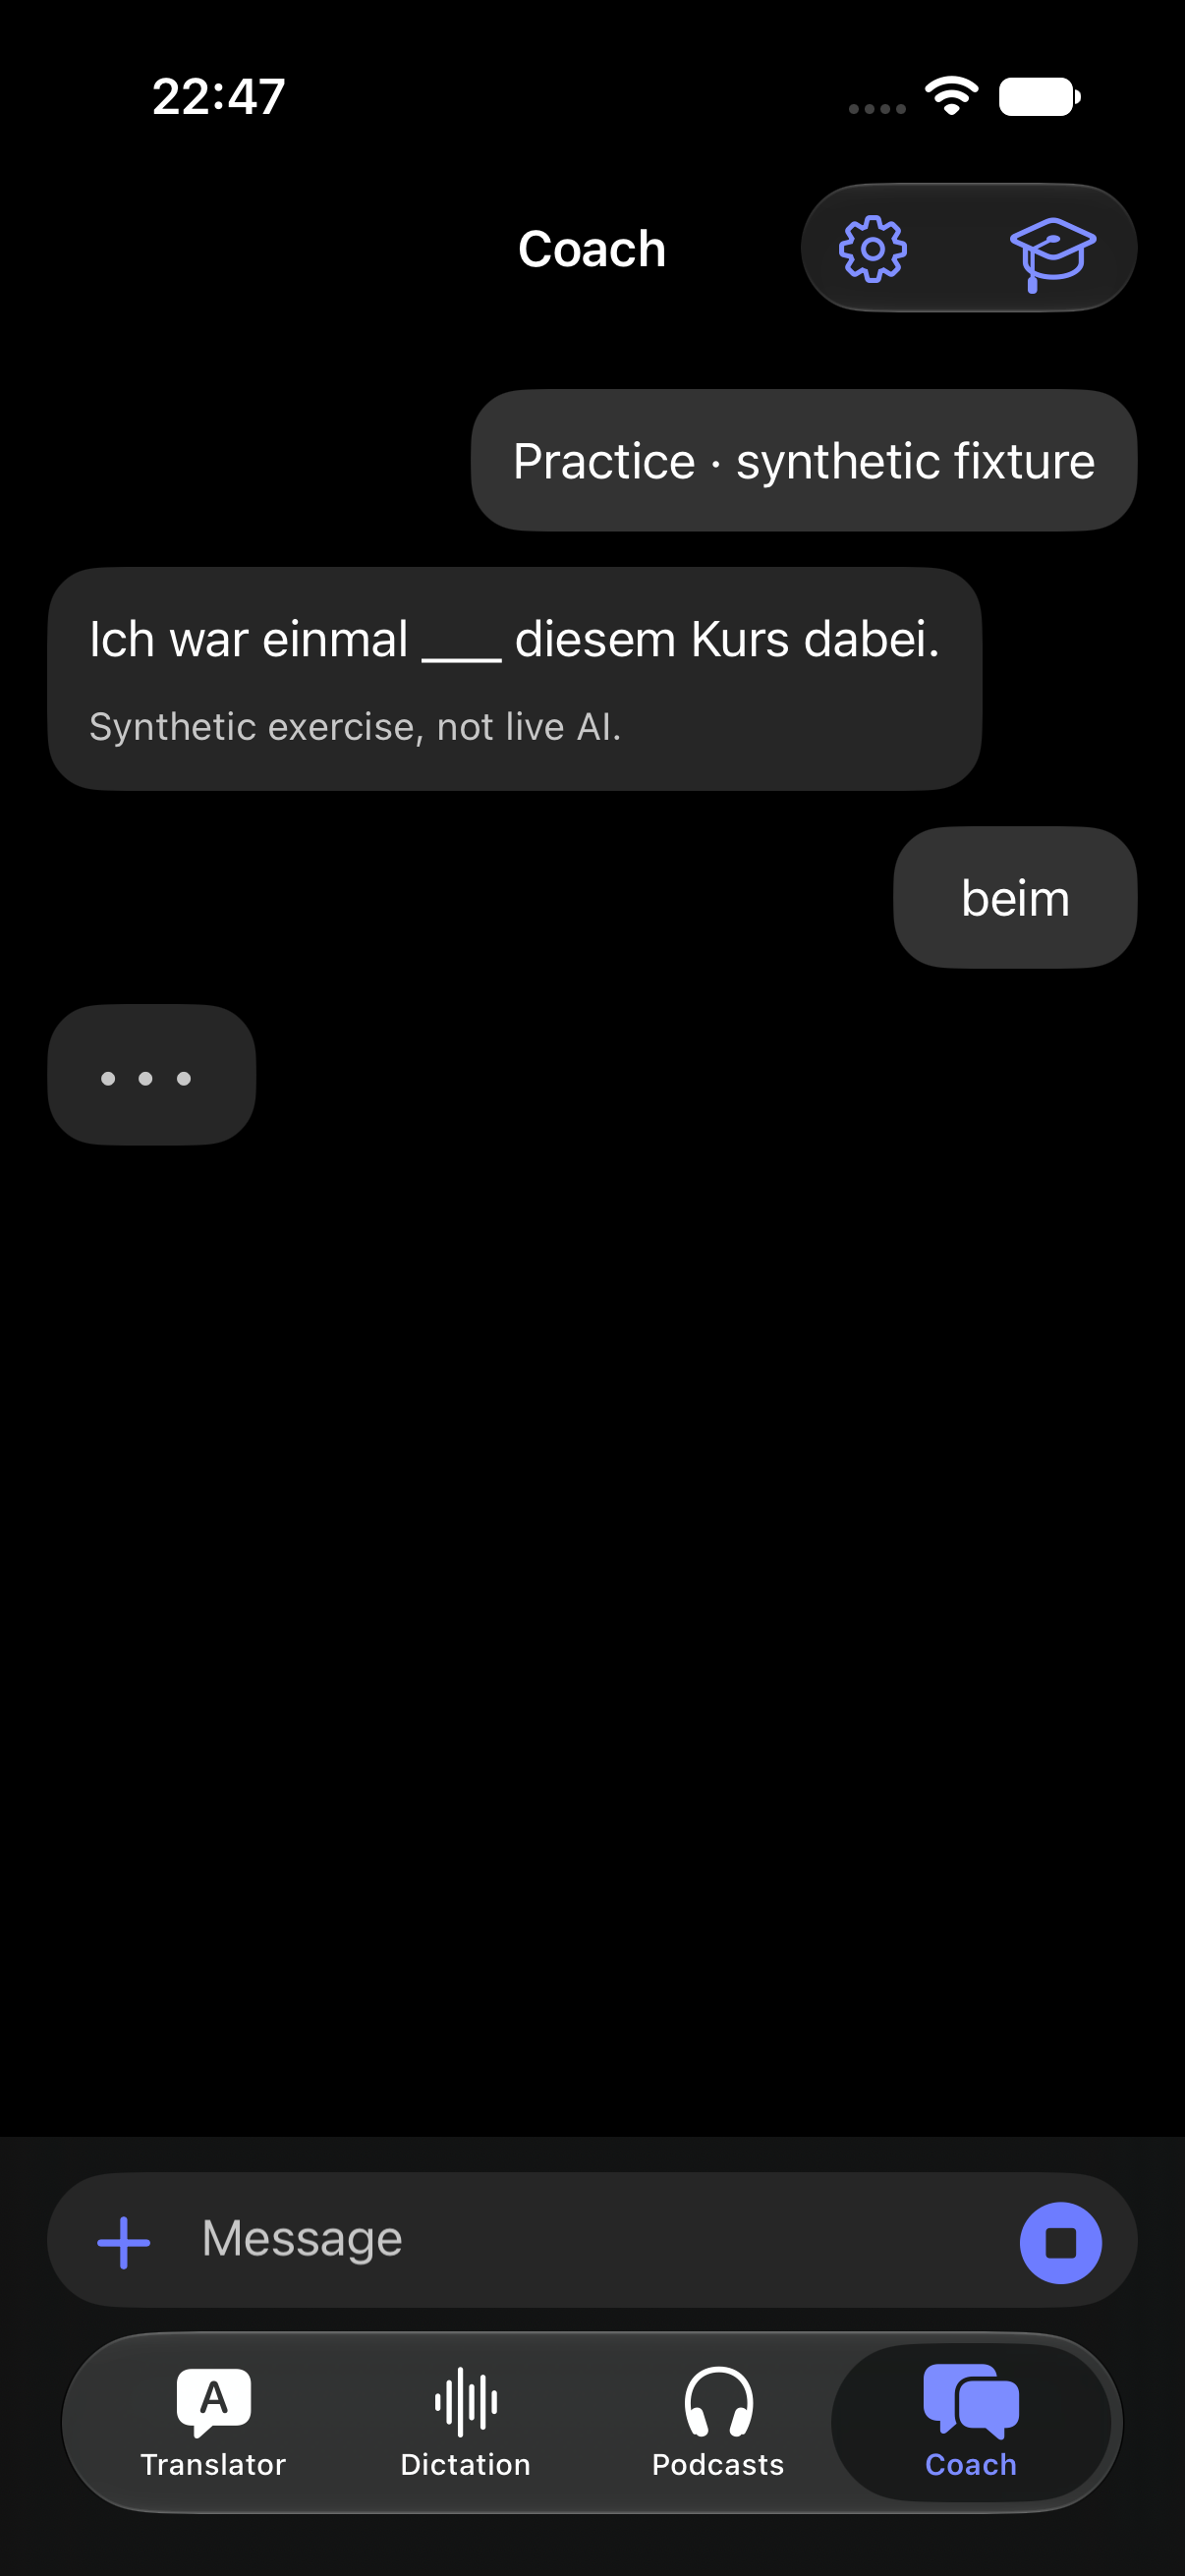 22:47
Coach
Practice · synthetic fixture
Ich war einmal ___ diesem Kurs dabei.
Synthetic exercise, not live AI.
beim
Message
A
Translator
Dictation
Podcasts
Coach